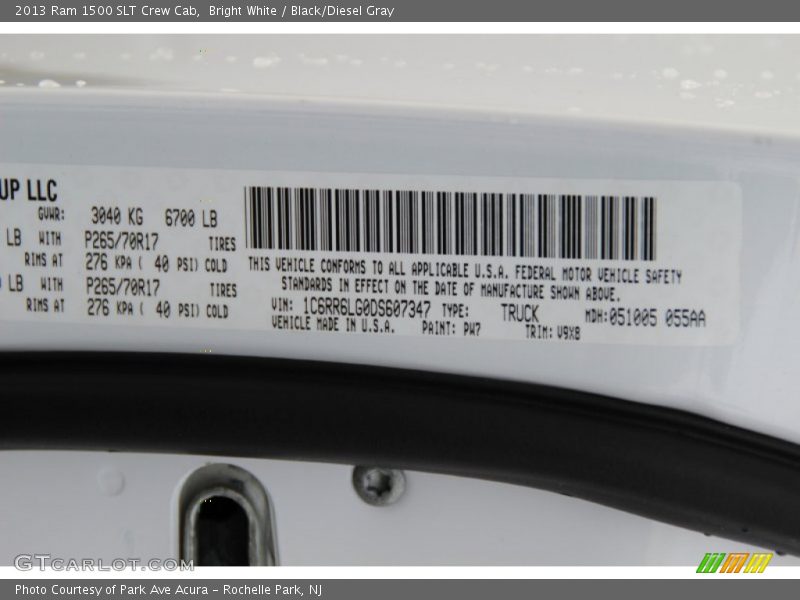 2013 Ram 1500 SLT Crew Cab, Bright White / Black/Diesel Gray
UP LLC
GVWR: 3040 KG 6700 LB
LB WITH P265/70R17 TIRES
RIMS AT 276 KPA ( 40 PSI) COLD
LB WITH P265/70R17 TIRES
RIMS AT 276 KPA ( 40 PSI) COLD
THIS VEHICLE CONFORMS TO ALL APPLICABLE U.S.A. FEDERAL MOTOR VEHICLE SAFETY
STANDARDS IN EFFECT ON THE DATE OF MANUFACTURE SHOWN ABOVE.
VIN: 1C6RR6LG0DS607347 TYPE: TRUCK MDH:051005 055AA
VEHICLE MADE IN U.S.A. PAINT: PW7 TRIM: V9X8
GTCarLot.com
Photo Courtesy of Park Ave Acura - Rochelle Park, NJ